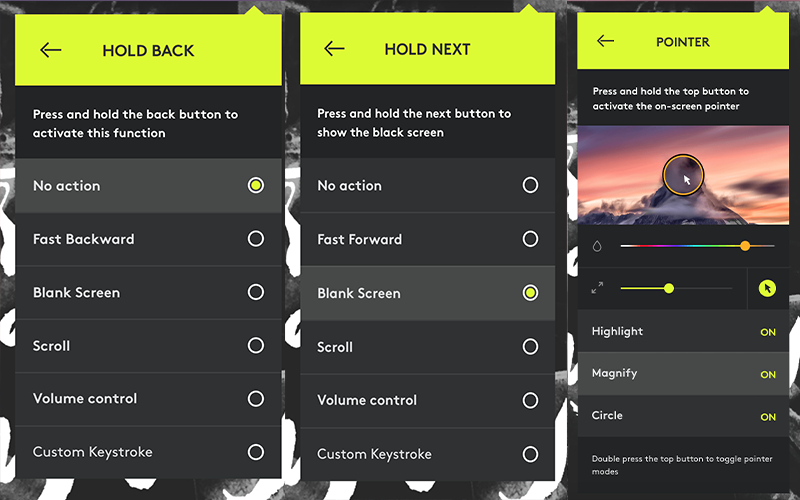 HOLD BACK
Press and hold the back button to
activate this function
No action
Fast Backward
Blank Screen
Scroll
Volume control
Custom Keystroke
HOLD NEXT
Press and hold the next button to
show the black screen
No action
Fast Forward
Blank Screen
Scroll
Volume control
Custom Keystroke
POINTER
Press and hold the top button to
activate the on-screen pointer
Highlight ON
Magnify ON
Circle ON
Double press the top button to toggle pointer
modes